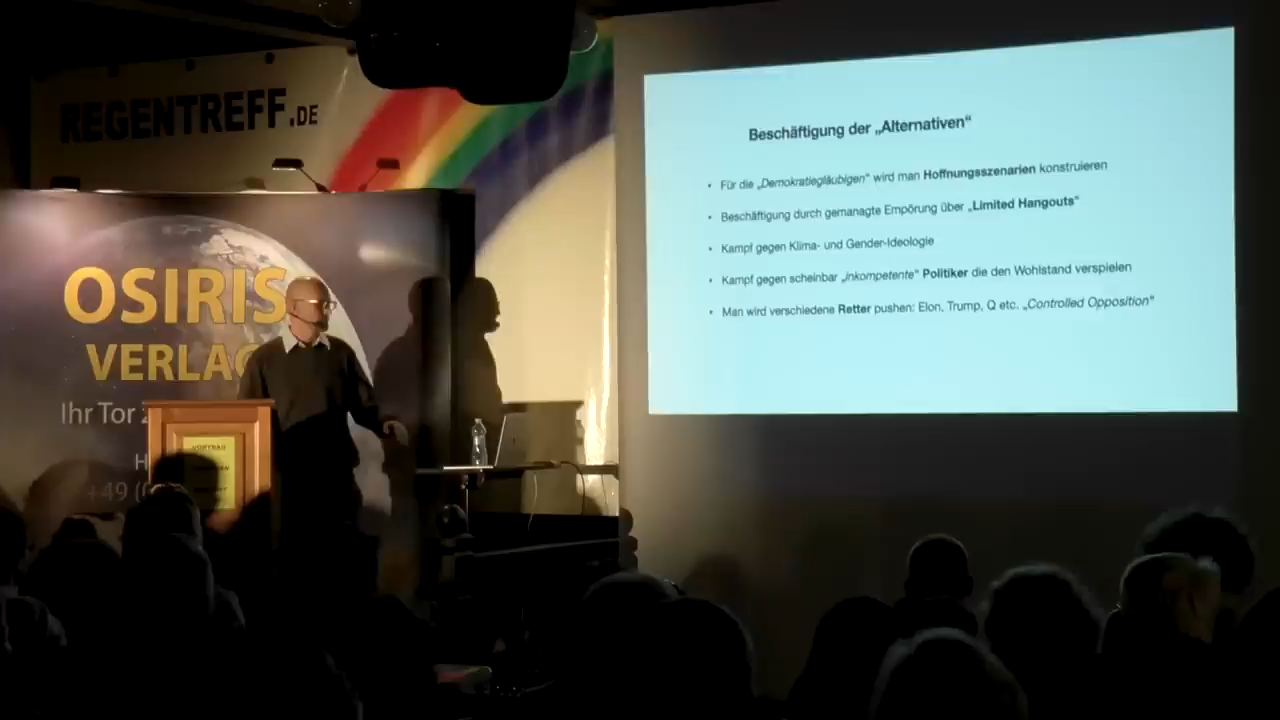 REGENTREFF.DE
OSIRIS
VERLAG
Ihr Tor
+49 (
VORTRAG
Beschäftigung der „Alternativen“
• Für die „Demokratiegläubigen“ wird man Hoffnungsszenarien konstruieren
• Beschäftigung durch gemanagte Empörung über „Limited Hangouts“
• Kampf gegen Klima- und Gender-Ideologie
• Kampf gegen scheinbar „inkompetente“ Politiker die den Wohlstand verspielen
• Man wird verschiedene Retter pushen: Elon, Trump, Q etc. „Controlled Opposition“